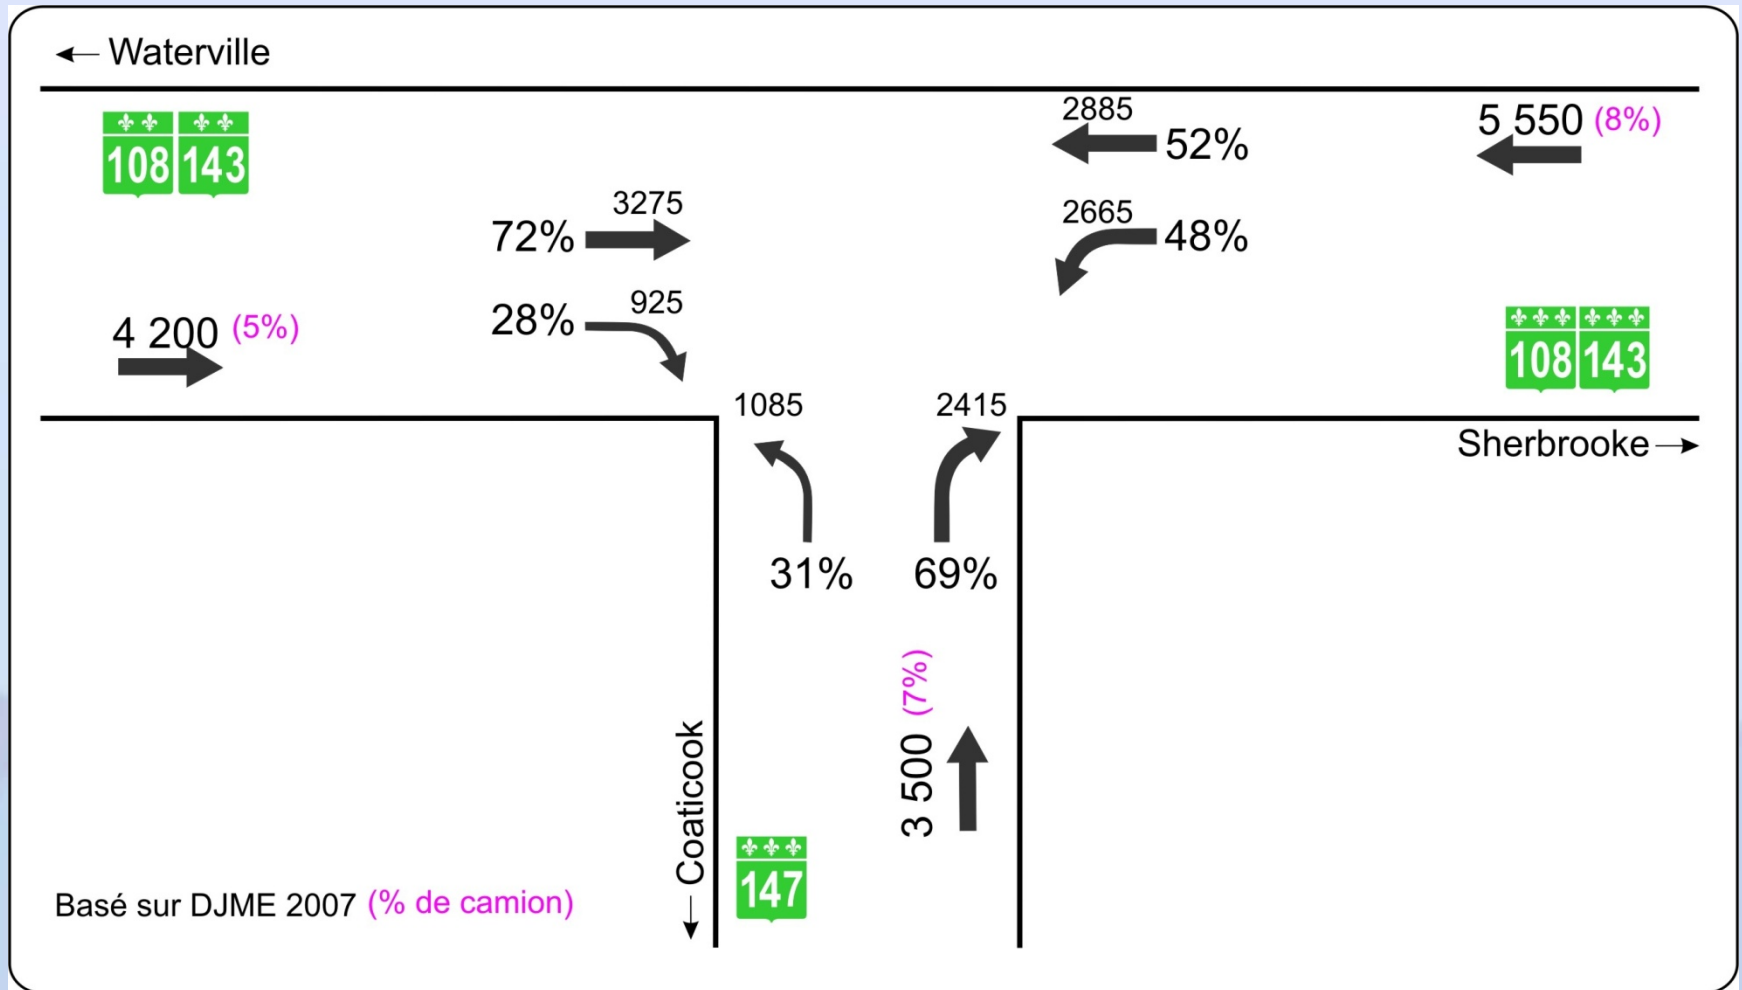 ← Waterville
108 143
2885
52%
5 550 (8%)
3275
72%
2665
48%
925
28%
4 200 (5%)
108 143
1085
2415
Sherbrooke →
31%
69%
3 500 (7%)
← Coaticook
147
Basé sur DJME 2007 (% de camion)